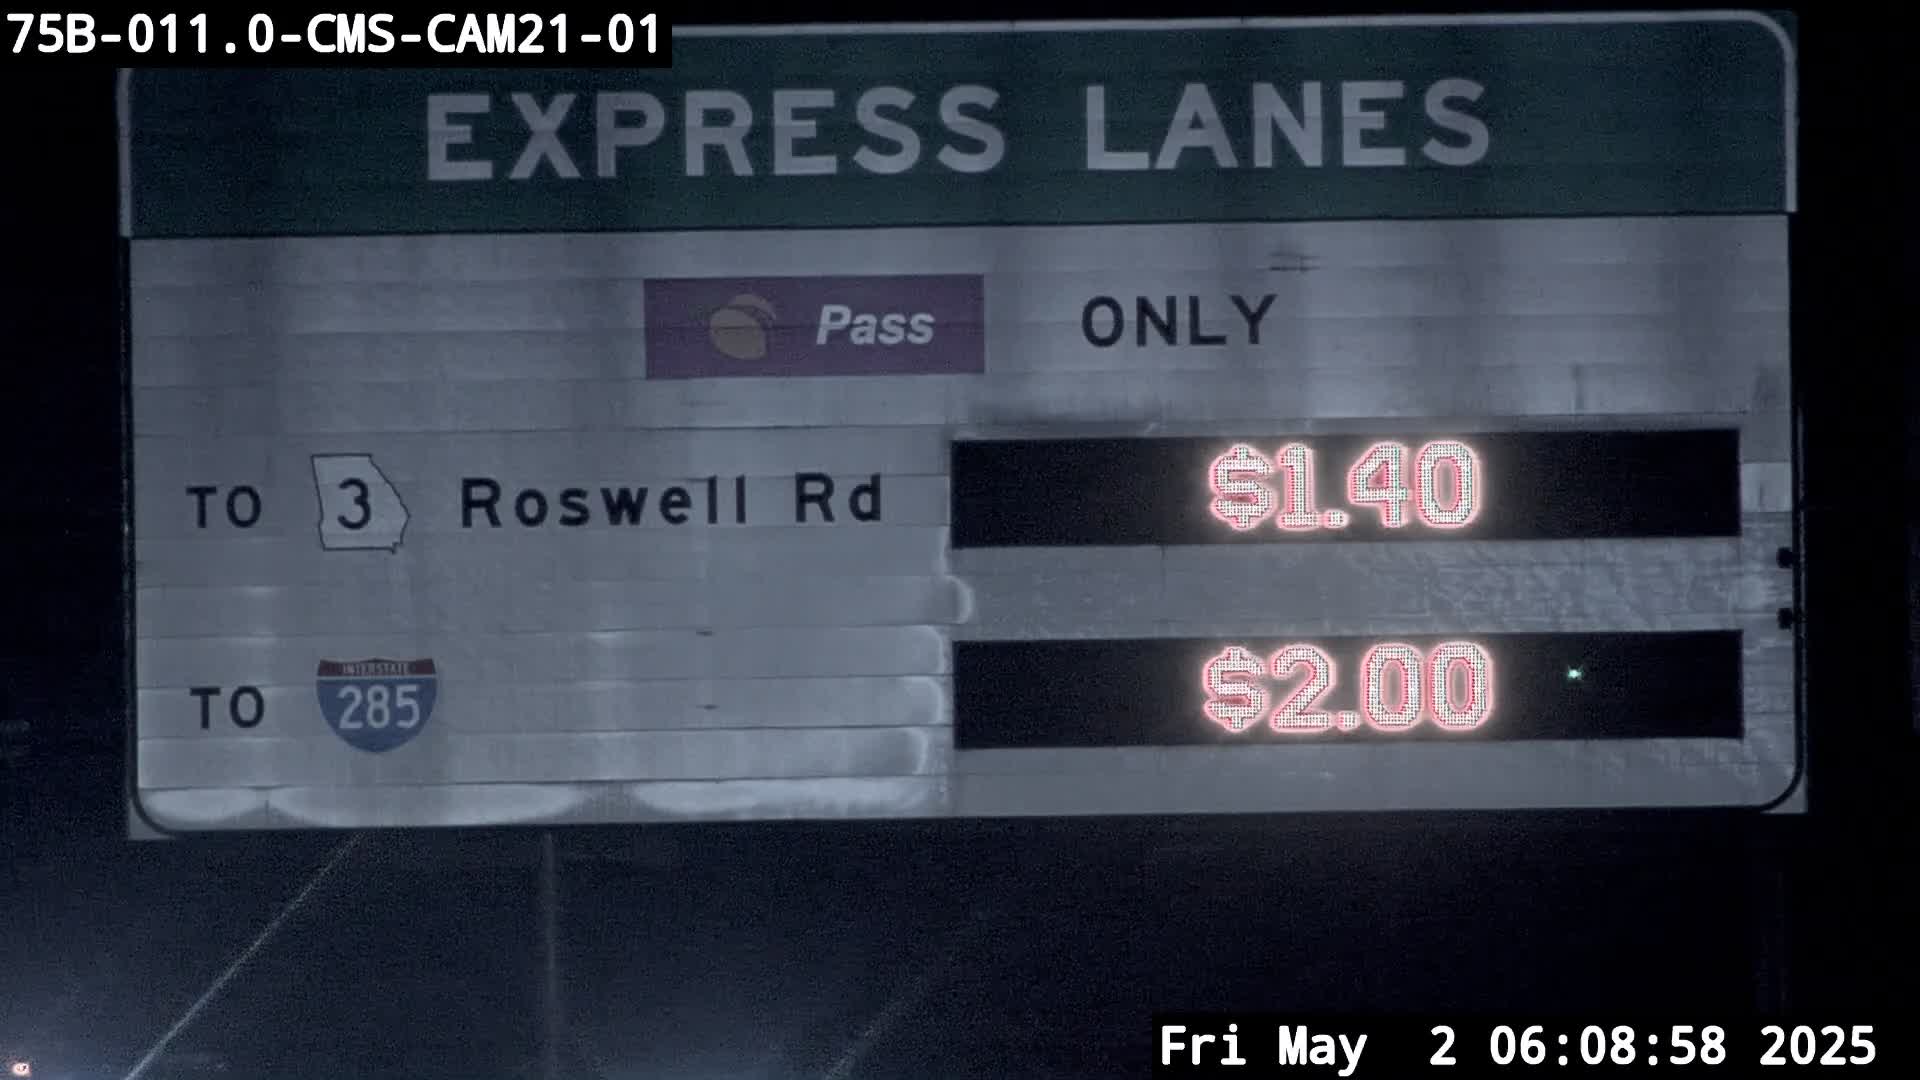 75B-011.0-CMS-CAM21-01
EXPRESS LANES
Pass ONLY
TO 3 Roswell Rd $1.40
INTERSTATE
TO 285 $2.00
Fri May 2 06:08:58 2025